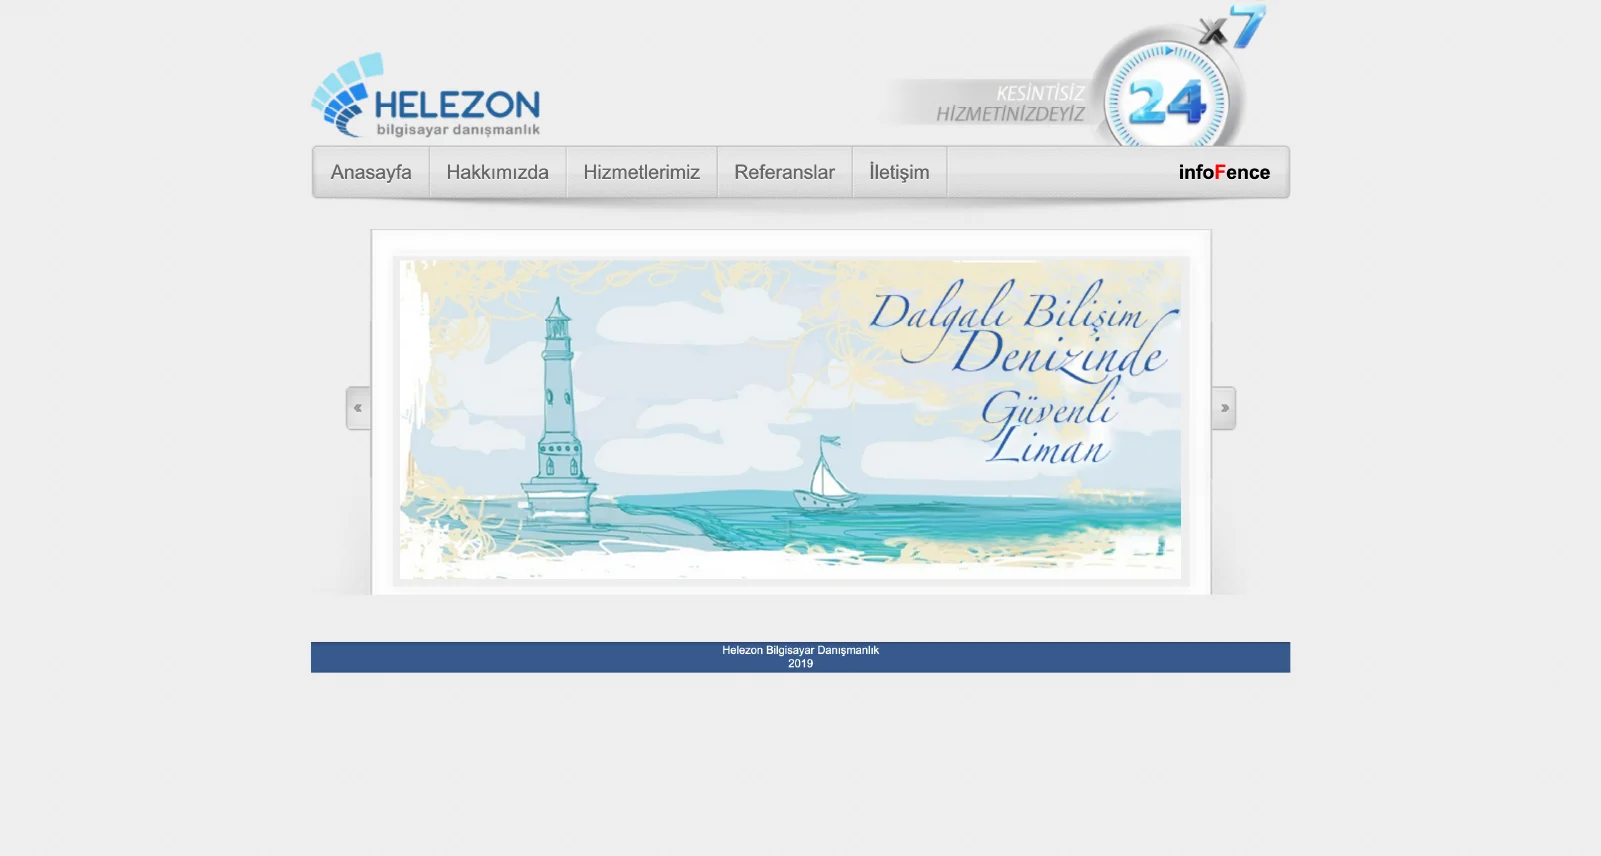 HELEZON
bilgisayar danışmanlık
KESİNTİSİZ
HİZMETİNİZDEYİZ
24
x7
Anasayfa
Hakkımızda
Hizmetlerimiz
Referanslar
İletişim
infoFence
Dalgalı Bilişim
Denizinde
Güvenli
Liman
«
»
Helezon Bilgisayar Danışmanlık
2019